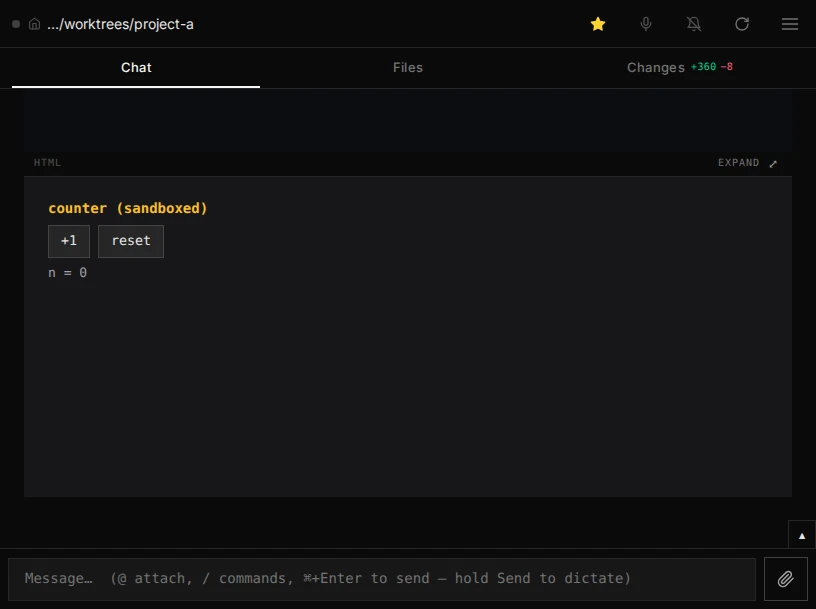 .../worktrees/project-a
Chat
Files
Changes +360 −8
HTML
EXPAND
counter (sandboxed)
+1
reset
n = 0
Message… (@ attach, / commands, ⌘+Enter to send — hold Send to dictate)